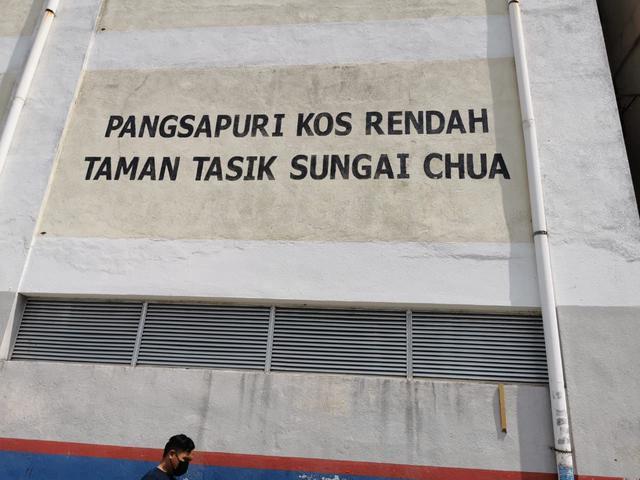 PANGSAPURI KOS RENDAH
TAMAN TASIK SUNGAI CHUA